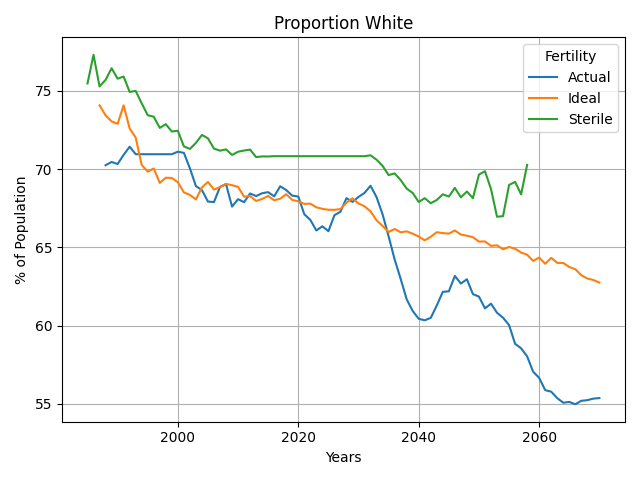 Proportion White
Fertility
Actual
Ideal
Sterile
% of Population
75
70
65
60
55
2000
2020
2040
2060
Years